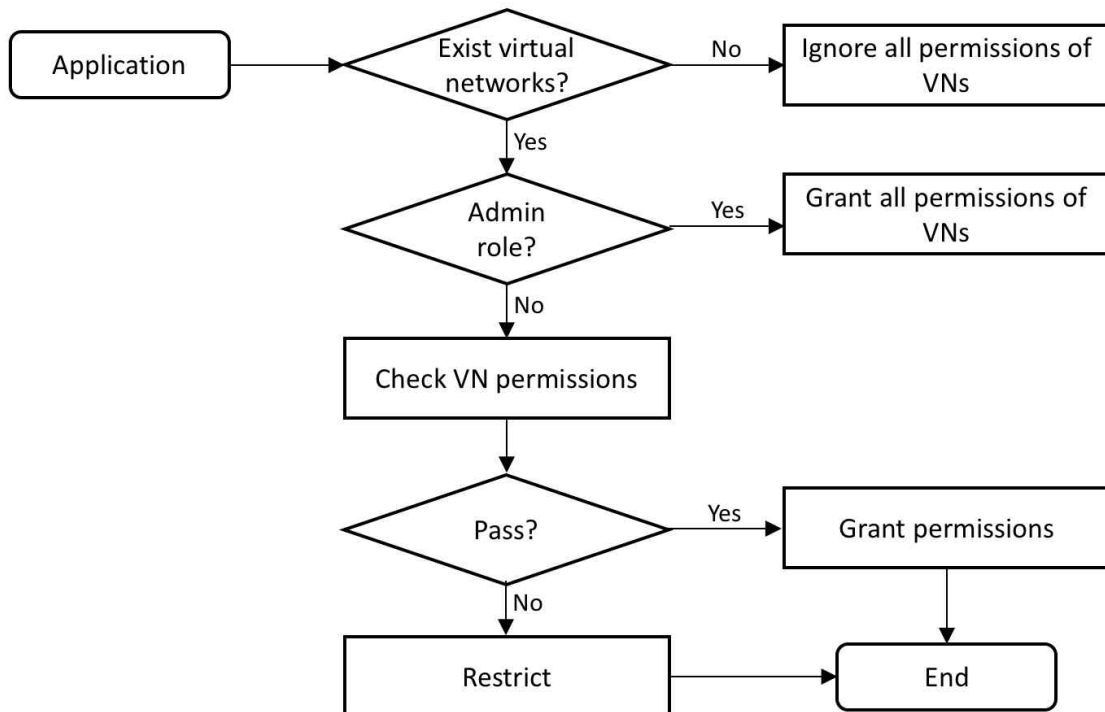 Application
Exist virtual
networks?
No
Ignore all permissions of
VNs
Yes
Admin
role?
Yes
Grant all permissions of
VNs
No
Check VN permissions
Pass?
Yes
Grant permissions
No
Restrict
End